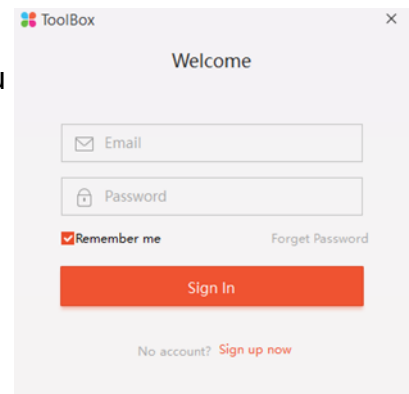 ToolBox
Welcome
Email
Password
Remember me
Forget Password
Sign In
No account? Sign up now